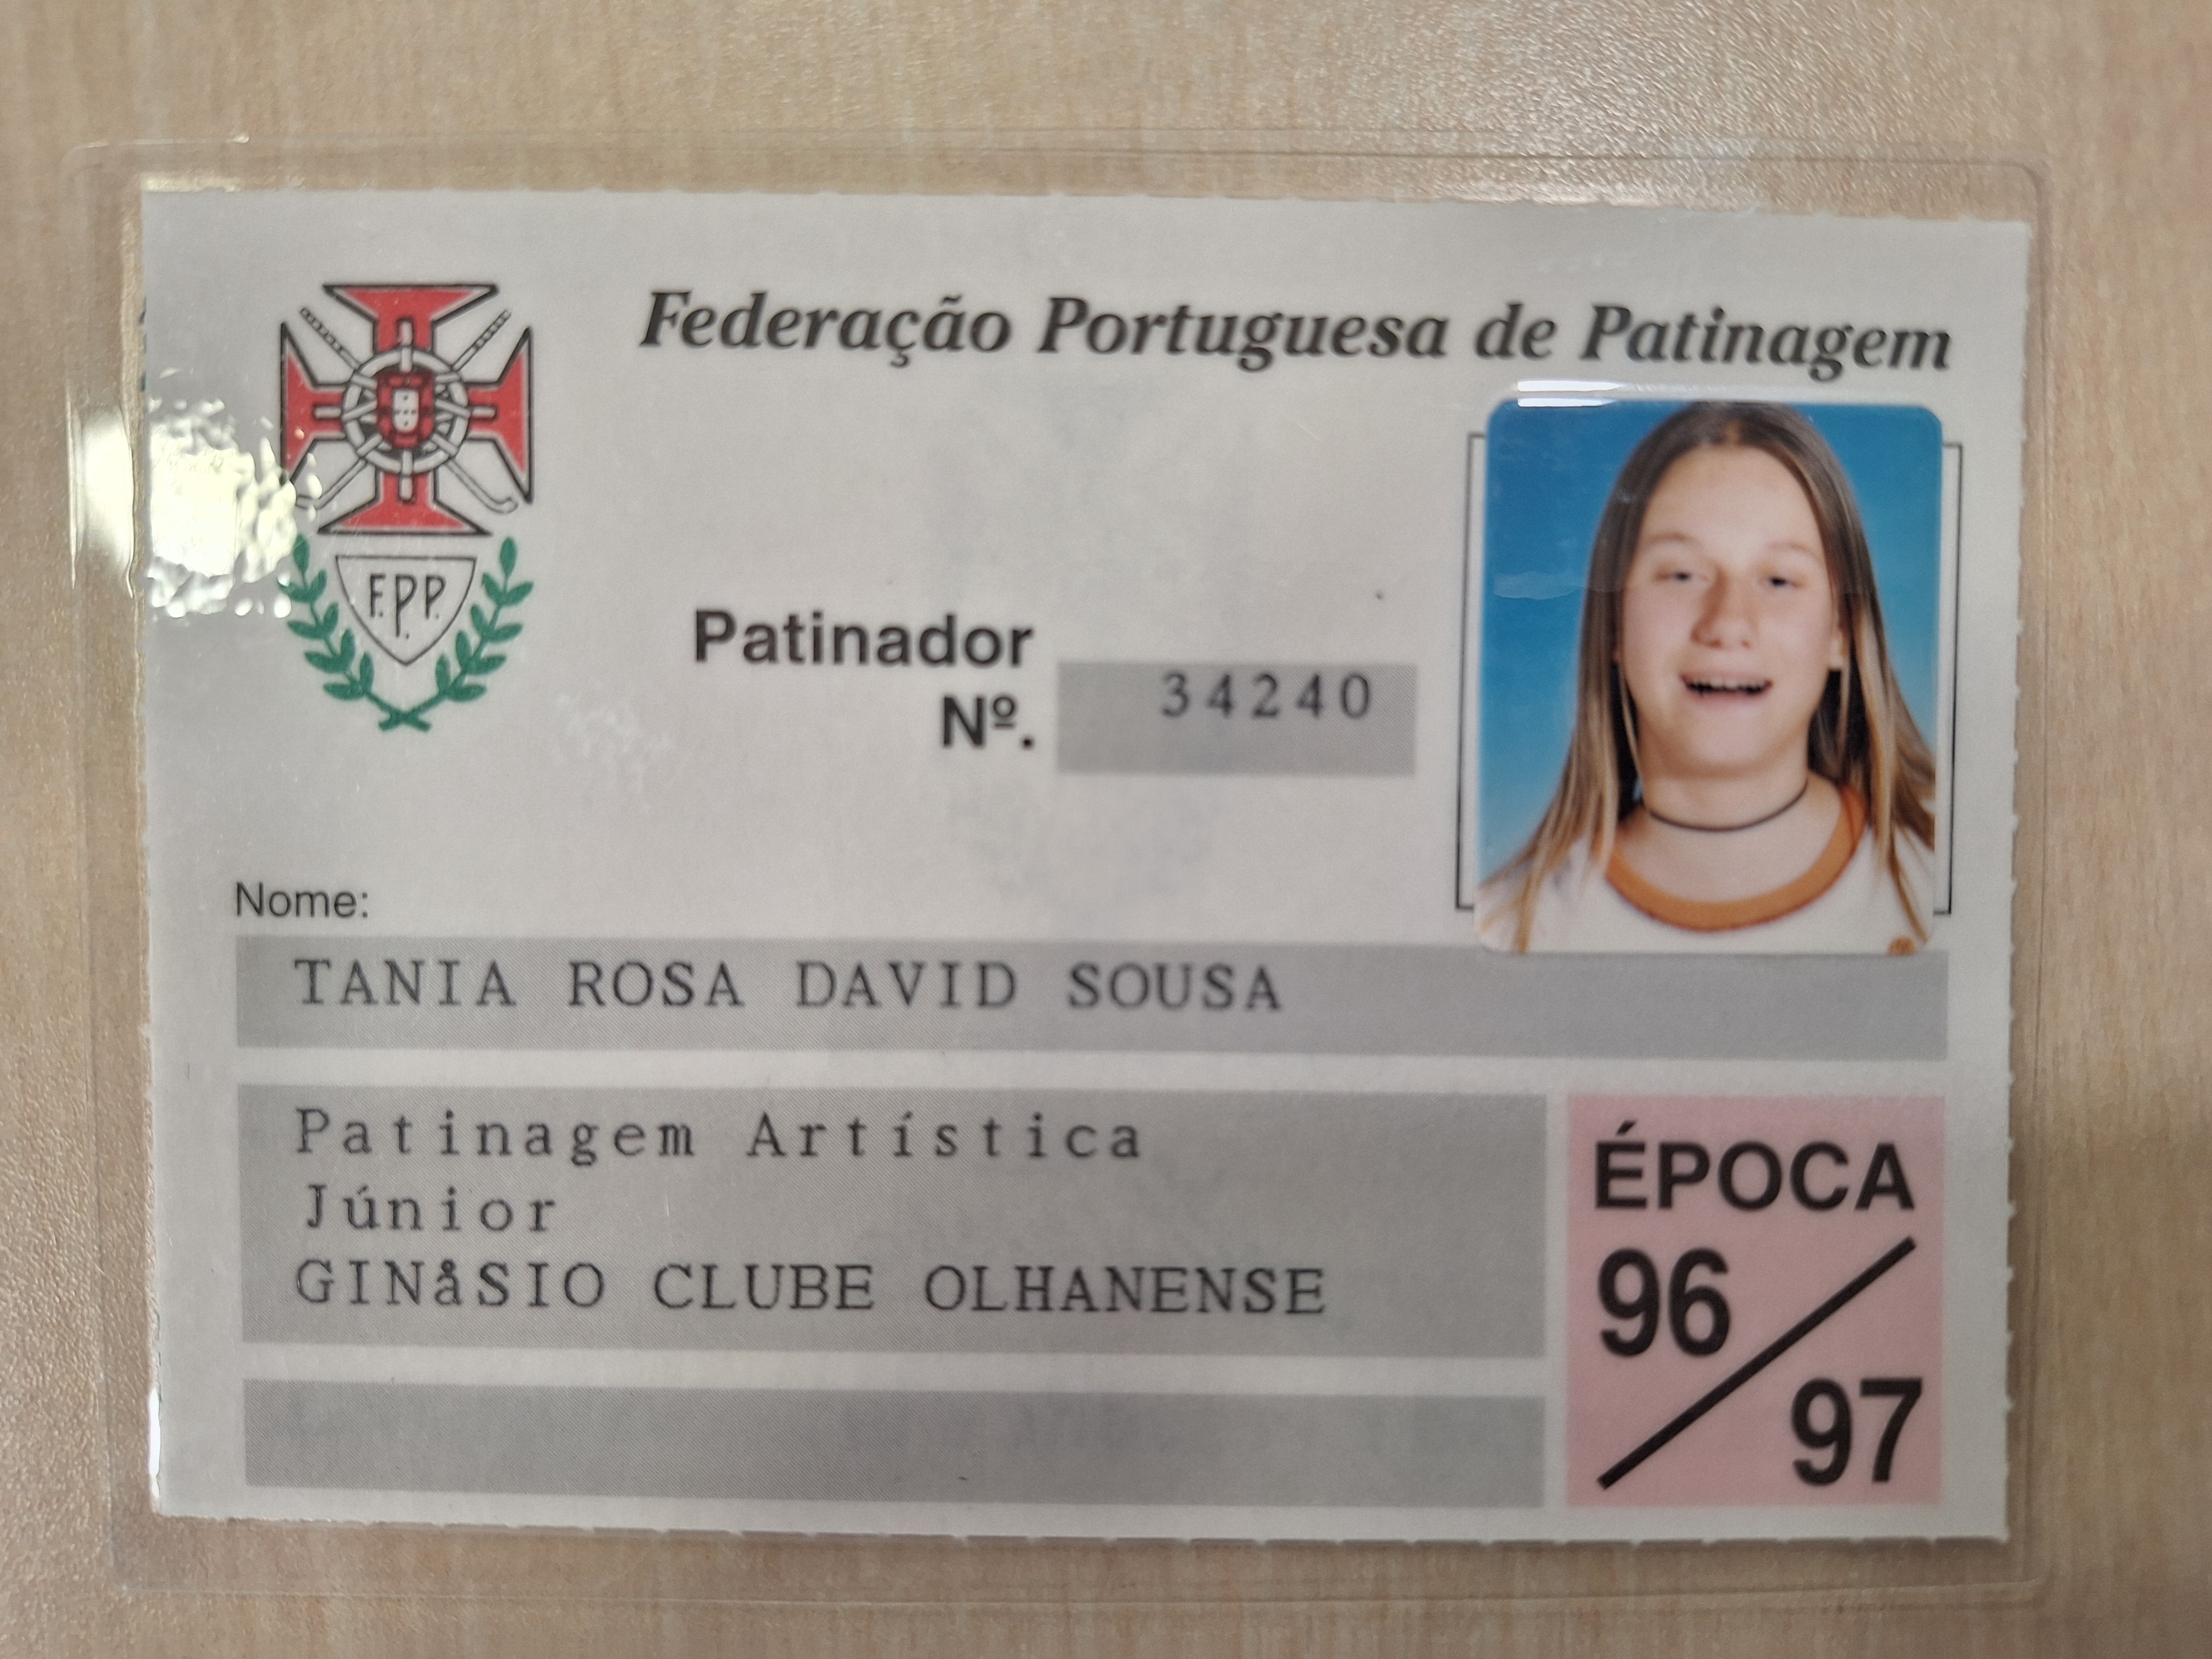 Federação Portuguesa de Patinagem
F.P.P.
Patinador
Nº. 34240
Nome:
TANIA ROSA DAVID SOUSA
Patinagem Artística
Júnior
GINåSIO CLUBE OLHANENSE
ÉPOCA
96/97